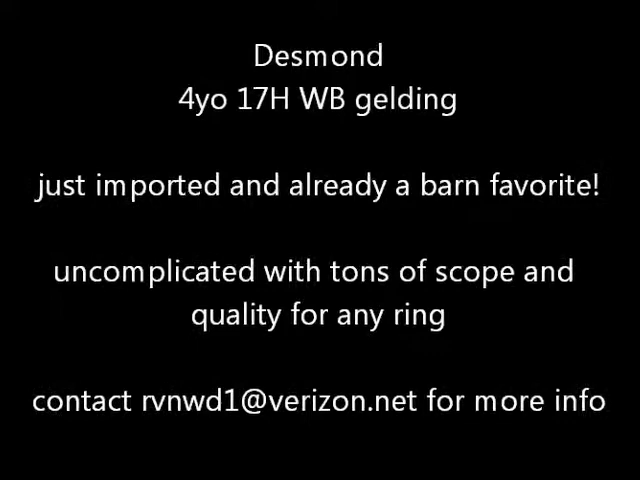 Desmond
4yo 17H WB gelding
just imported and already a barn favorite!
uncomplicated with tons of scope and
quality for any ring
contact rvnwd1@verizon.net for more info